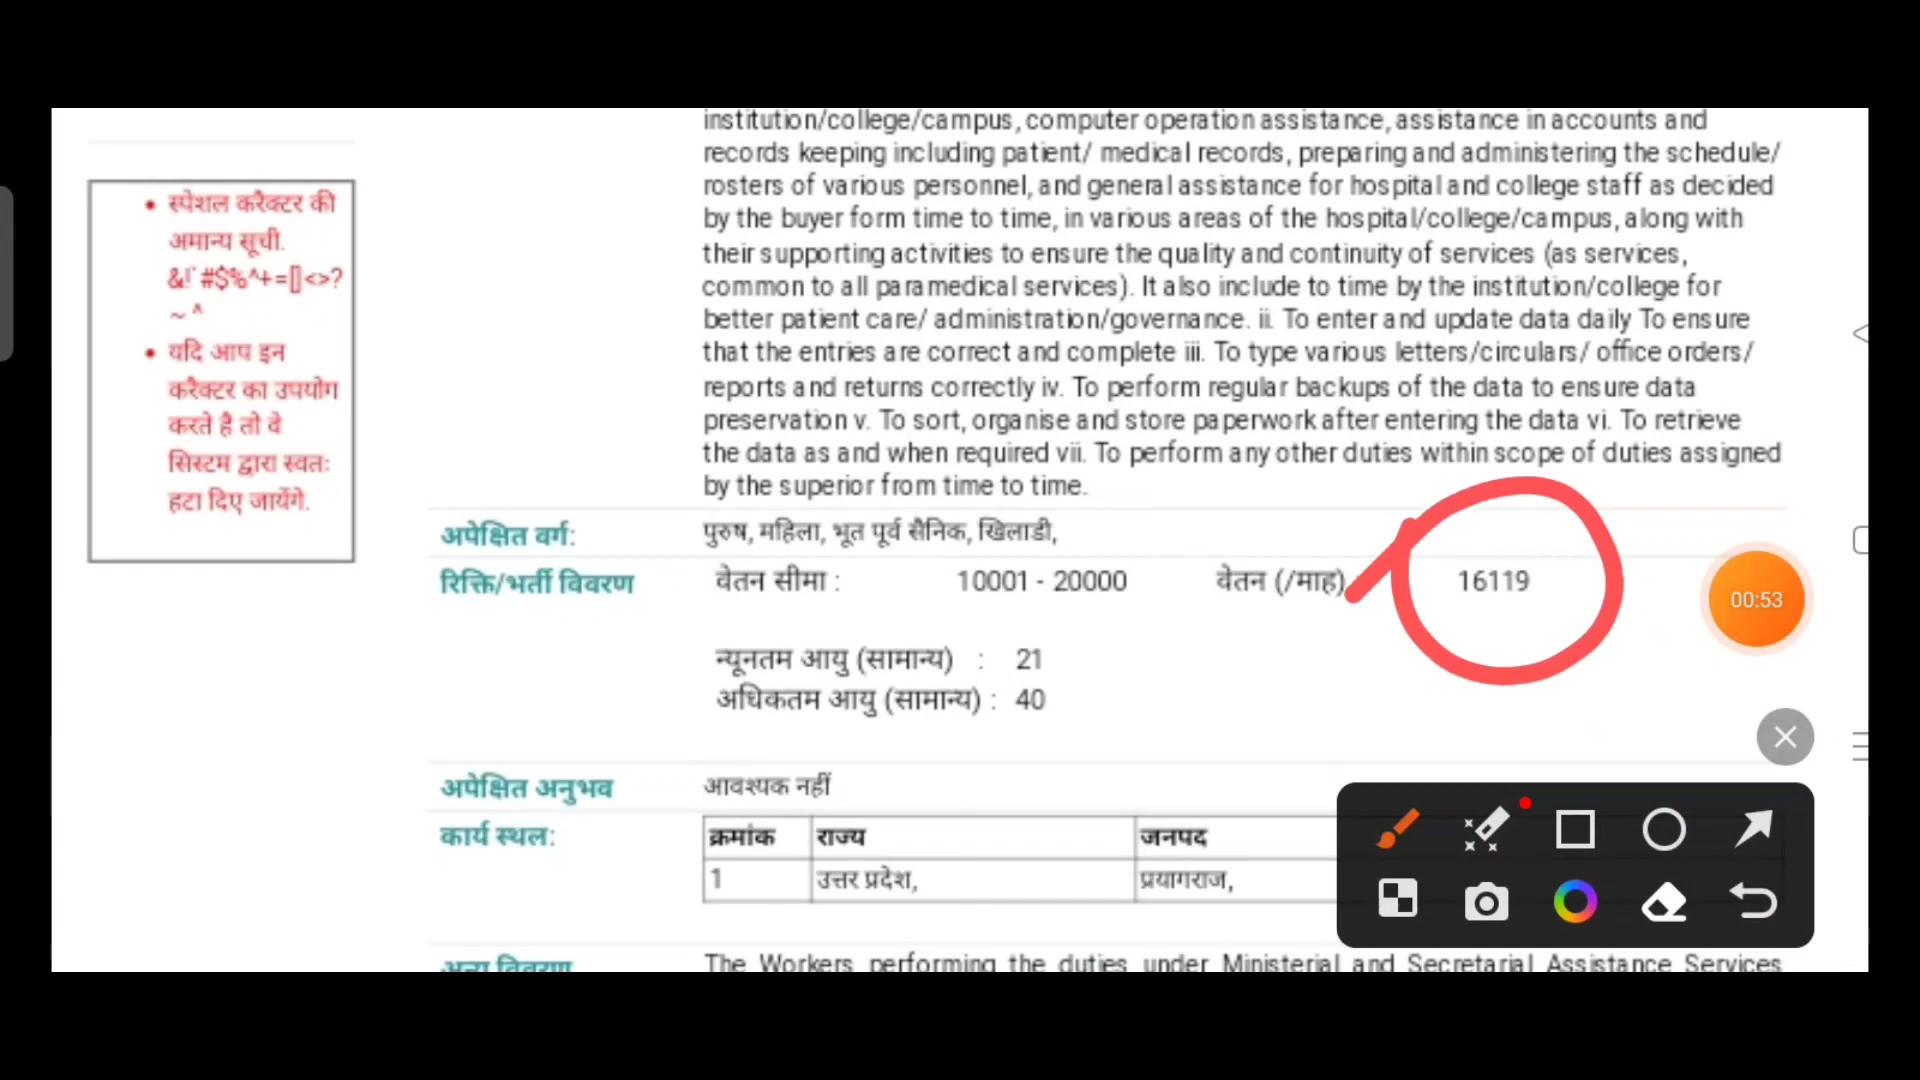 institution/college/campus, computer operation assistance, assistance in accounts and
records keeping including patient/ medical records, preparing and administering the schedule/
rosters of various personnel, and general assistance for hospital and college staff as decided
by the buyer form time to time, in various areas of the hospital/college/campus, along with
their supporting activities to ensure the quality and continuity of services (as services,
common to all paramedical services). It also include to time by the institution/college for
better patient care/ administration/governance. ii. To enter and update data daily To ensure
that the entries are correct and complete iii. To type various letters/circulars/ office orders/
reports and returns correctly iv. To perform regular backups of the data to ensure data
preservation v. To sort, organise and store paperwork after entering the data vi. To retrieve
the data as and when required vii. To perform any other duties within scope of duties assigned
by the superior from time to time.
• स्पेशल करैक्टर की
अमान्य सूची.
&!`#$%^+=[]<>?
~ ^
• यदि आप इन
करैक्टर का उपयोग
करते है तो वे
सिस्टम द्वारा स्वतः
हटा दिए जायेंगे.
अपेक्षित वर्ग: पुरुष, महिला, भूत पूर्व सैनिक, खिलाडी,
रिक्ति/भर्ती विवरण वेतन सीमा : 10001 - 20000 वेतन (/माह) 16119
00:53
न्यूनतम आयु (सामान्य) : 21
अधिकतम आयु (सामान्य) : 40
अपेक्षित अनुभव आवश्यक नहीं
कार्य स्थल: क्रमांक राज्य जनपद
1 उत्तर प्रदेश, प्रयागराज,
अन्य विवरण The Workers performing the duties under Ministerial and Secretarial Assistance Services